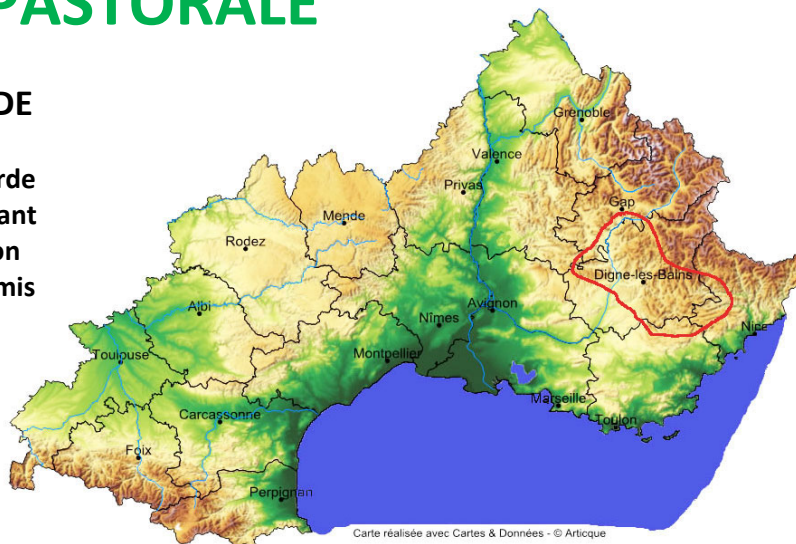 PASTORALE
DE
rde
ant
on
mis
Grenoble
Valence
Privas
Gap
Mende
Rodez
Digne-les-Bains
Albi
Avignon
Nîmes
Nice
Toulouse
Montpellier
Marseille
Carcassonne
Toulon
Foix
Perpignan
Carte réalisée avec Cartes & Données - © Articque